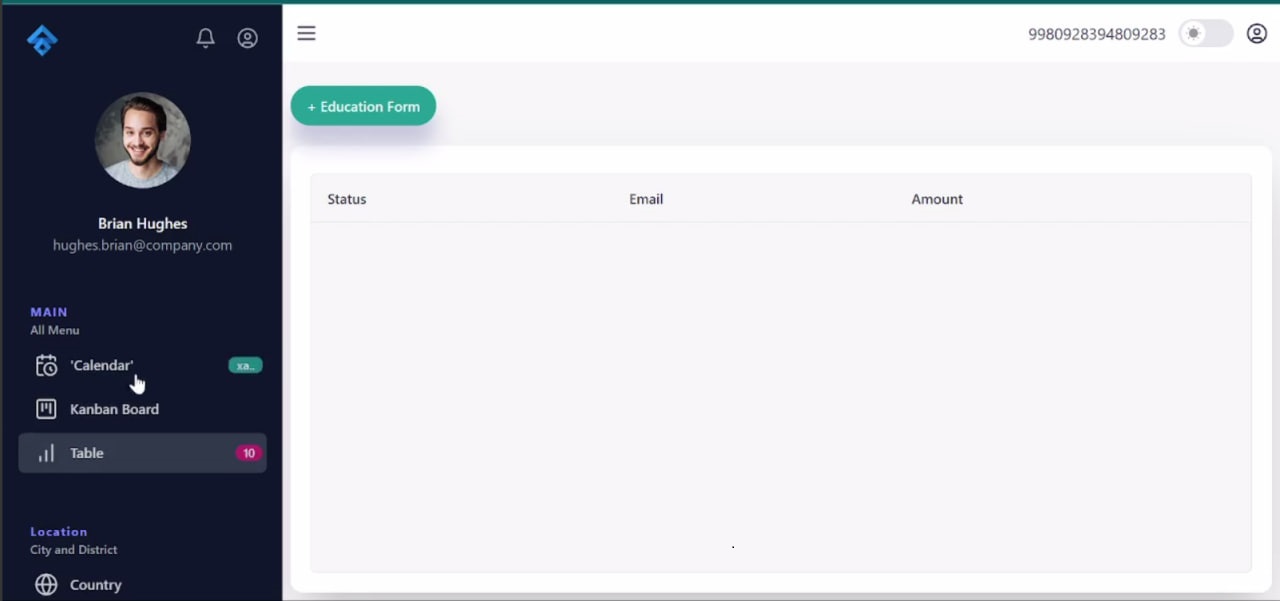 9980928394809283
+ Education Form
Brian Hughes
hughes.brian@company.com
MAIN
All Menu
'Calendar' xa..
Kanban Board
Table 10
Location
City and District
Country
Status Email Amount